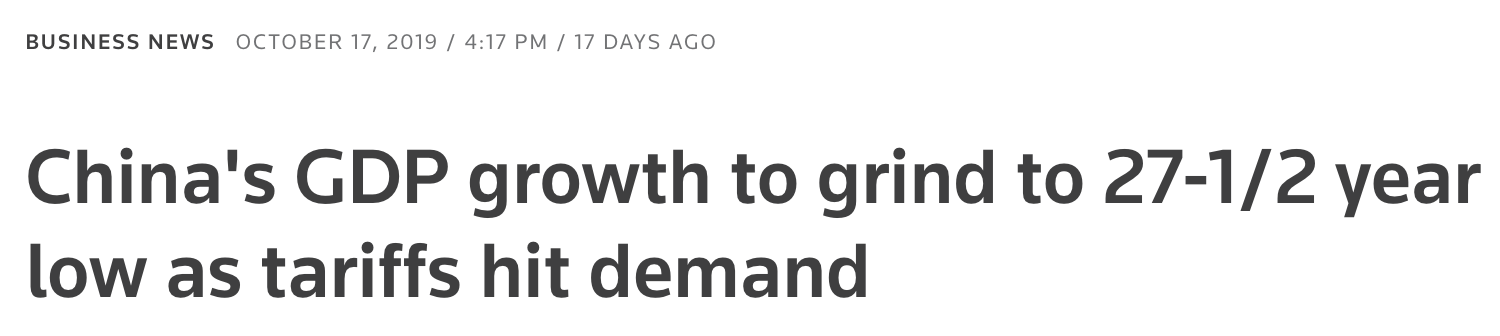 BUSINESS NEWS OCTOBER 17, 2019 / 4:17 PM / 17 DAYS AGO
China's GDP growth to grind to 27-1/2 year
low as tariffs hit demand